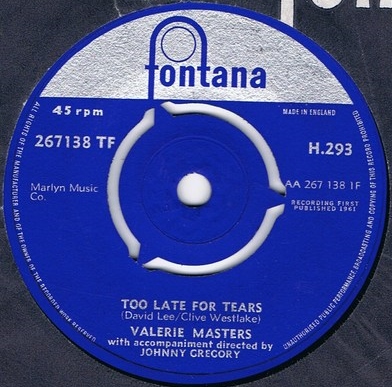 fontana
45 rpm
MADE IN ENGLAND
267138 TF
H.293
Marlyn Music
Co.
AA 267 138 1F
RECORDING FIRST
PUBLISHED 1961
TOO LATE FOR TEARS
(David Lee/Clive Westlake)
VALERIE MASTERS
with accompaniment directed by
JOHNNY GREGORY
ALL RIGHTS OF THE MANUFACTURER AND OF THE OWNER OF THE RECORDED WORK RESERVED
UNAUTHORISED PUBLIC PERFORMANCE BROADCASTING AND COPYING OF THIS RECORD PROHIBITED